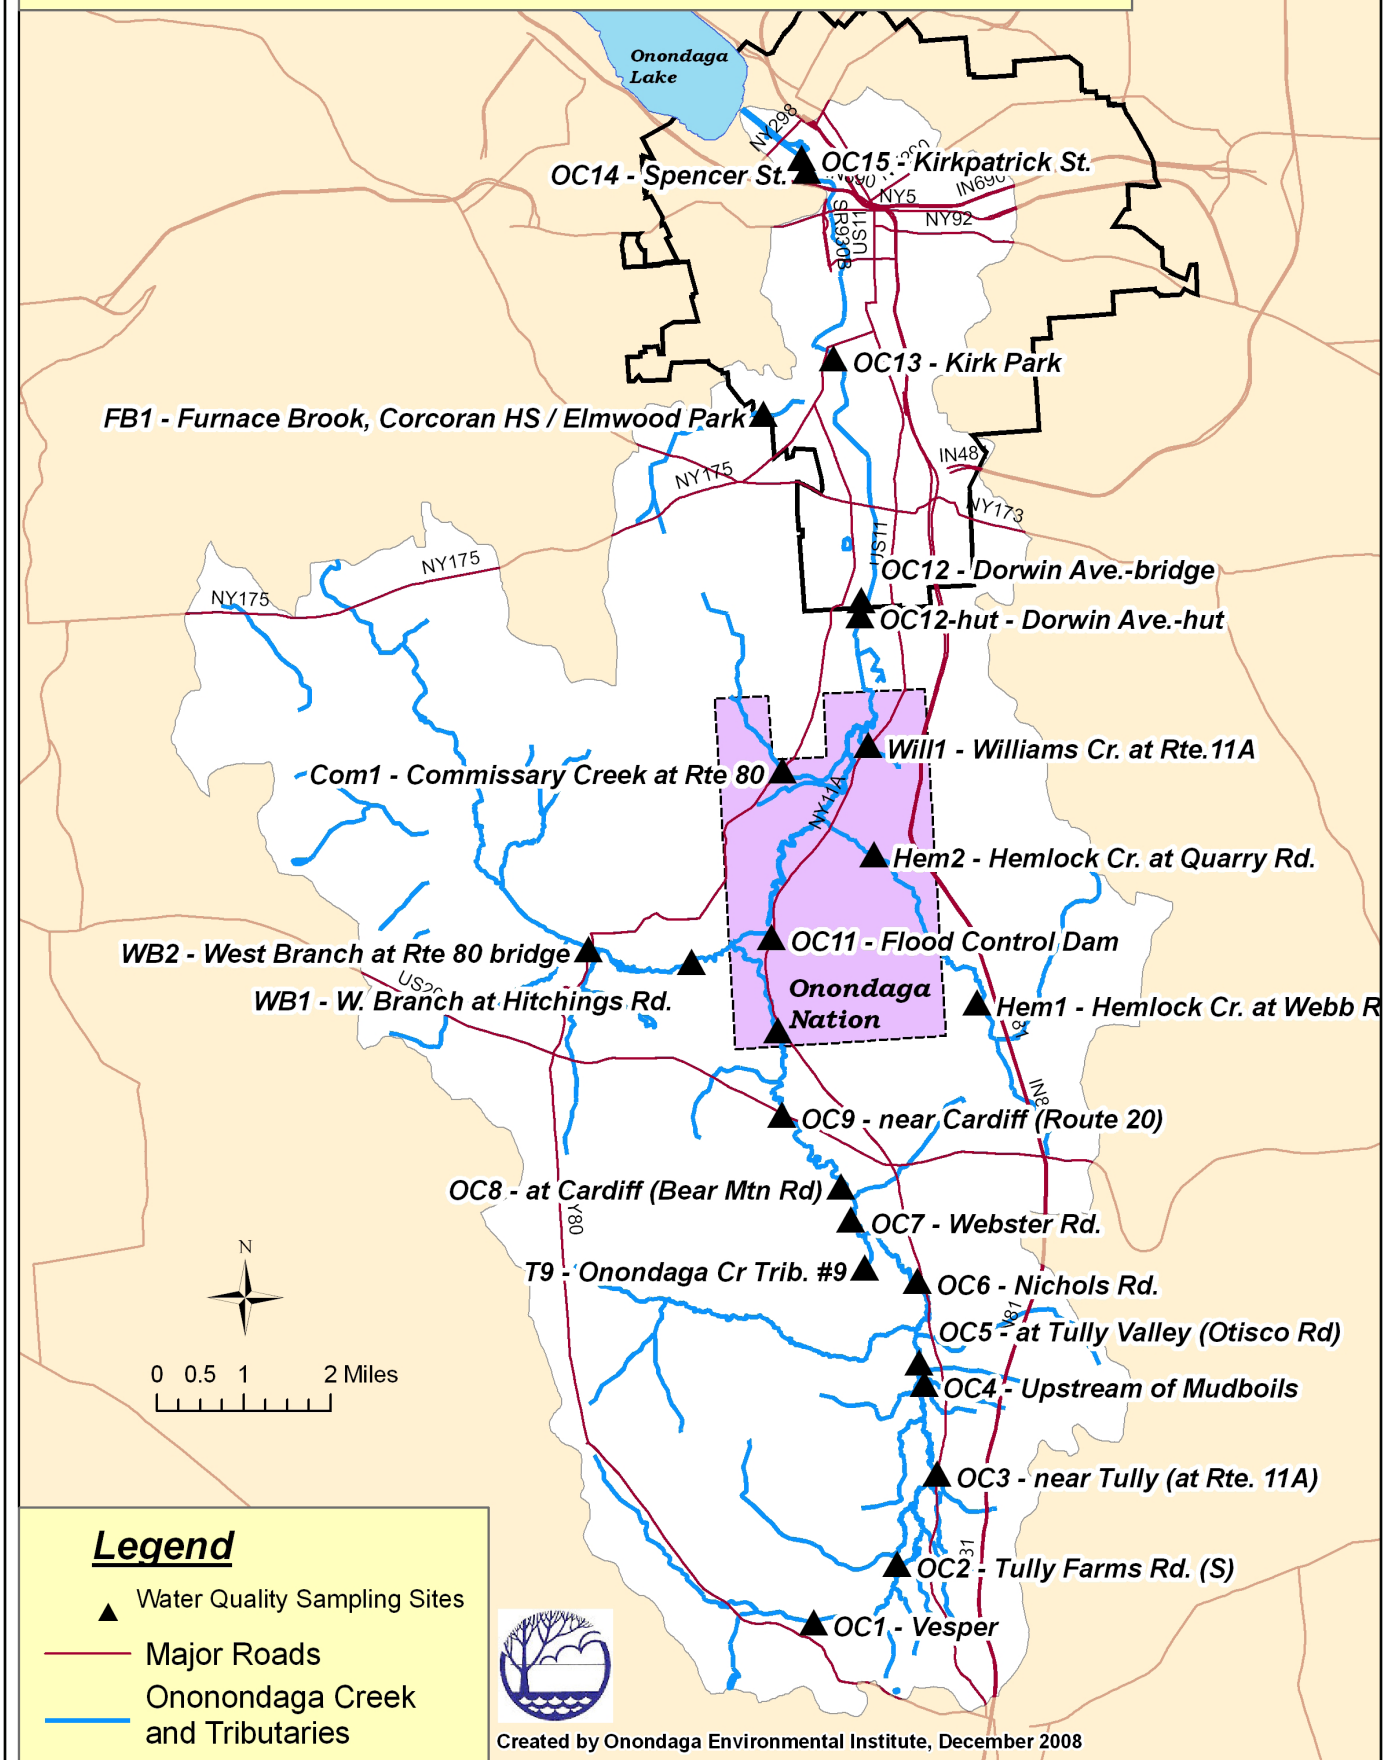 Onondaga
Lake
NY298
OC15 - Kirkpatrick St.
OC14 - Spencer St.
IN690
NY5
NY92
SR930B
US11
OC13 - Kirk Park
FB1 - Furnace Brook, Corcoran HS / Elmwood Park
IN48
NY175
NY173
US11
NY175
OC12 - Dorwin Ave.-bridge
NY175
OC12-hut - Dorwin Ave.-hut
Will1 - Williams Cr. at Rte.11A
Com1 - Commissary Creek at Rte 80
NY11A
Hem2 - Hemlock Cr. at Quarry Rd.
OC11 - Flood Control Dam
WB2 - West Branch at Rte 80 bridge
US20
Onondaga
Nation
WB1 - W. Branch at Hitchings Rd.
Hem1 - Hemlock Cr. at Webb R
IN8
OC9 - near Cardiff (Route 20)
OC8 - at Cardiff (Bear Mtn Rd)
Y80
OC7 - Webster Rd.
N
T9 - Onondaga Cr Trib. #9
OC6 - Nichols Rd.
OC5 - at Tully Valley (Otisco Rd)
0 0.5 1 2 Miles
OC4 - Upstream of Mudboils
OC3 - near Tully (at Rte. 11A)
OC2 - Tully Farms Rd. (S)
OC1 - Vesper
Legend
Water Quality Sampling Sites
Major Roads
Ononondaga Creek
and Tributaries
Created by Onondaga Environmental Institute, December 2008